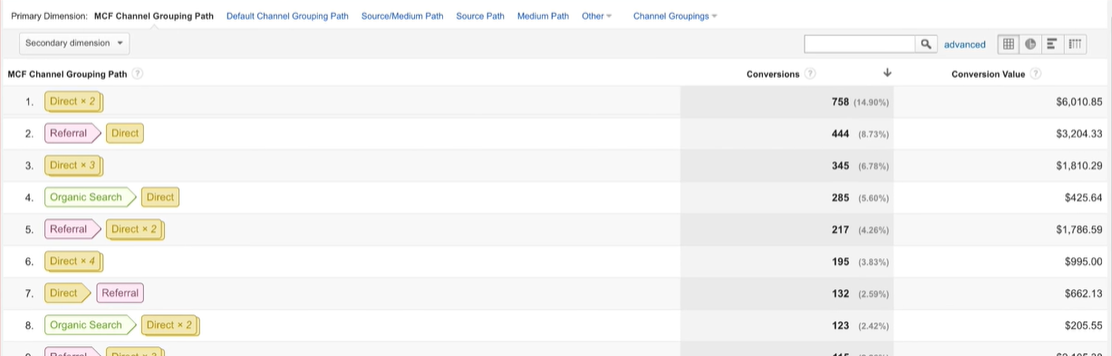 Primary Dimension: MCF Channel Grouping Path Default Channel Grouping Path Source/Medium Path Source Path Medium Path Other Channel Groupings
Secondary dimension advanced
MCF Channel Grouping Path ? Conversions ? Conversion Value ?
1. Direct × 2 758 (14.90%) $6,010.85
2. Referral Direct 444 (8.73%) $3,204.33
3. Direct × 3 345 (6.78%) $1,810.29
4. Organic Search Direct 285 (5.60%) $425.64
5. Referral Direct × 2 217 (4.26%) $1,786.59
6. Direct × 4 195 (3.83%) $995.00
7. Direct Referral 132 (2.59%) $662.13
8. Organic Search Direct × 2 123 (2.42%) $205.55